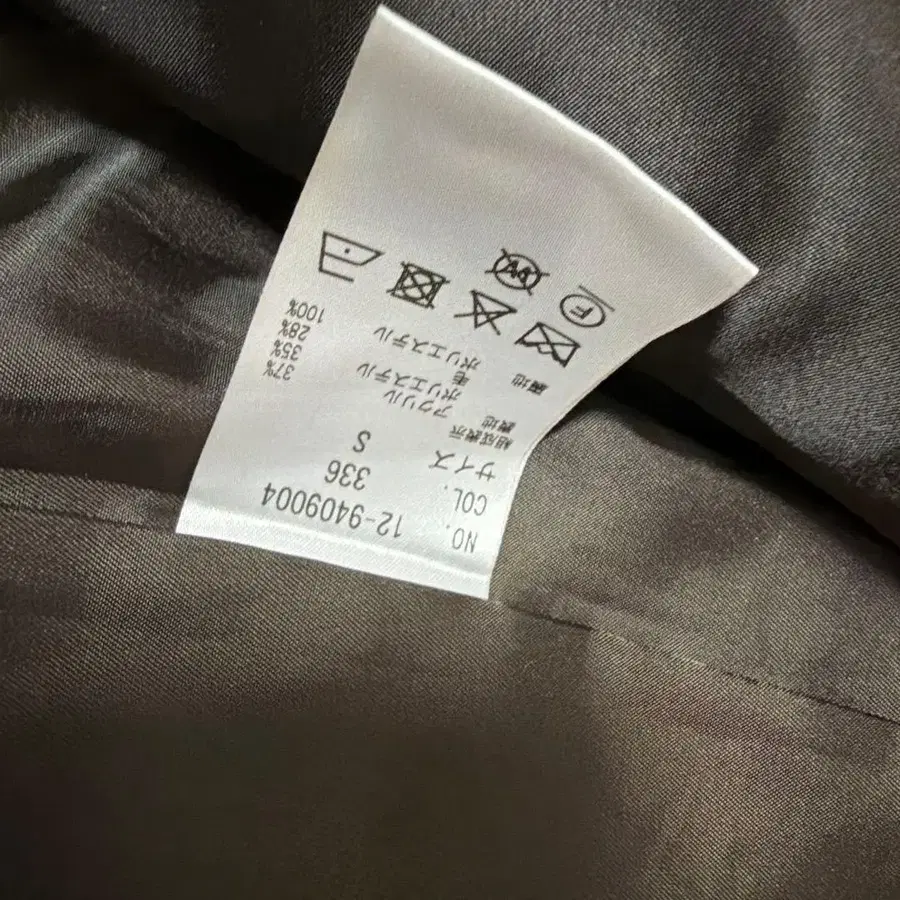 NO. 12-9409004
COL. 336
サイズ S
組成表示
表地 アクリル 37%
ポリエステル 35%
毛 28%
裏地 ポリエステル 100%
F
W